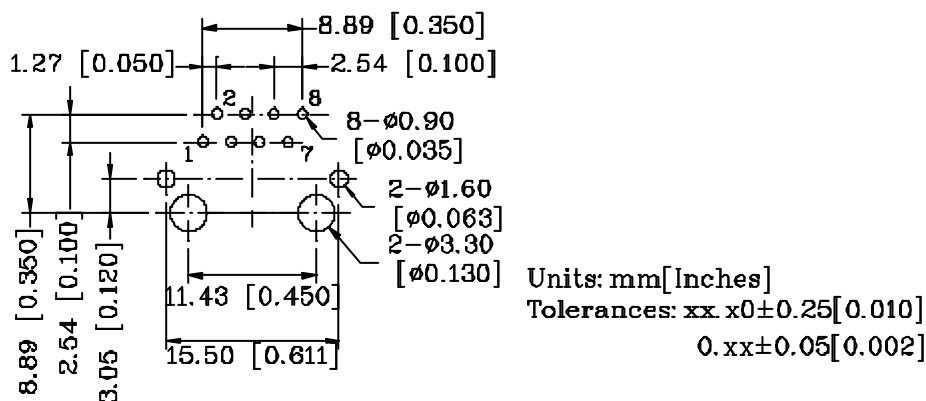 8.89 [0.350]
1.27 [0.050]
2.54 [0.100]
2
8
8-ø0.90
[ø0.035]
1
7
2-ø1.60
[ø0.063]
2-ø3.30
[ø0.130]
8.89 [0.350]
2.54 [0.100]
3.05 [0.120]
11.43 [0.450]
15.50 [0.611]
Units: mm[Inches]
Tolerances: xx.x0±0.25[0.010]
0.xx±0.05[0.002]